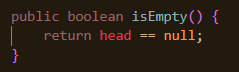 public boolean isEmpty() {
    return head == null;
}